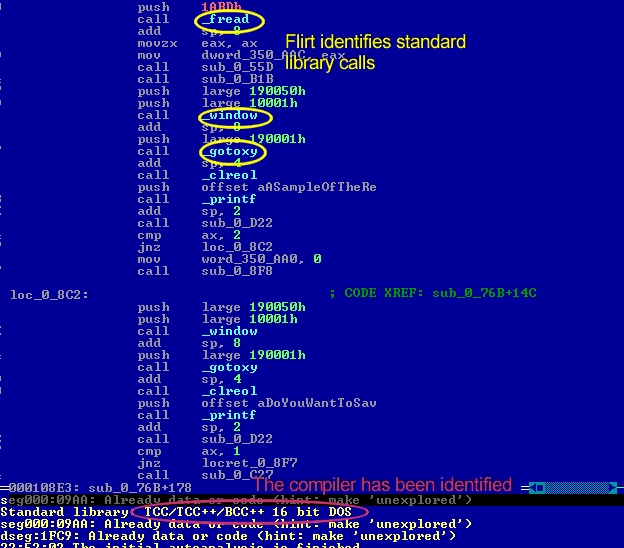 push 1ABDh
call _fread
add sp, 8
movzx eax, ax
mov dword_350_AAC, eax
call sub_0_55D
call sub_0_B1B
push large 190050h
push large 10001h
call _window
add sp, 8
push large 190001h
call _gotoxy
add sp, 4
call _clreol
push offset aASampleOfTheRe
call _printf
add sp, 2
call sub_0_D22
cmp ax, 2
jnz loc_0_8C2
mov word_350_AA0, 0
call sub_0_8F8
Flirt identifies standard
library calls
loc_0_8C2: ; CODE XREF: sub_0_76B+14C
push large 190050h
push large 10001h
call _window
add sp, 8
push large 190001h
call _gotoxy
add sp, 4
call _clreol
push offset aDoYouWantToSav
call _printf
add sp, 2
call sub_0_D22
cmp ax, 1
jnz locret_0_8F7
call sub_0_C27
The compiler has been identified
000108E3: sub_0_76B+178
seg000:09AA: Already data or code (hint: make 'unexplored')
Standard library: TCC/TCC++/BCC++ 16 bit DOS
seg000:09AA: Already data or code (hint: make 'unexplored')
dseg:1FC9: Already data or code (hint: make 'unexplored')
22:52:02 The initial autoanalysis is finished.